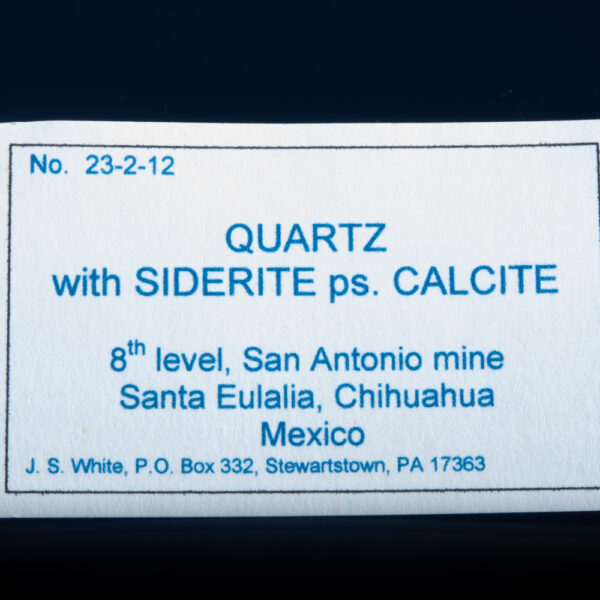 No. 23-2-12
QUARTZ
with SIDERITE ps. CALCITE
8th level, San Antonio mine
Santa Eulalia, Chihuahua
Mexico
J. S. White, P.O. Box 332, Stewartstown, PA 17363